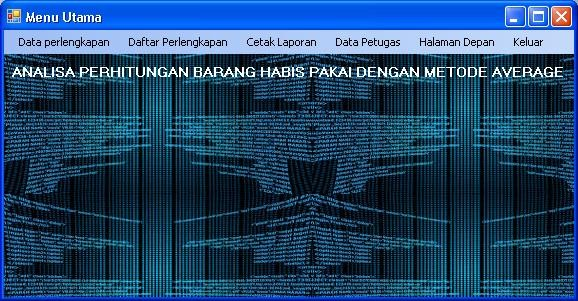 Menu Utama
Data perlengkapan Daftar Perlengkapan Cetak Laporan Data Petugas Halaman Depan Keluar
ANALISA PERHITUNGAN BARANG HABIS PAKAI DENGAN METODE AVERAGE